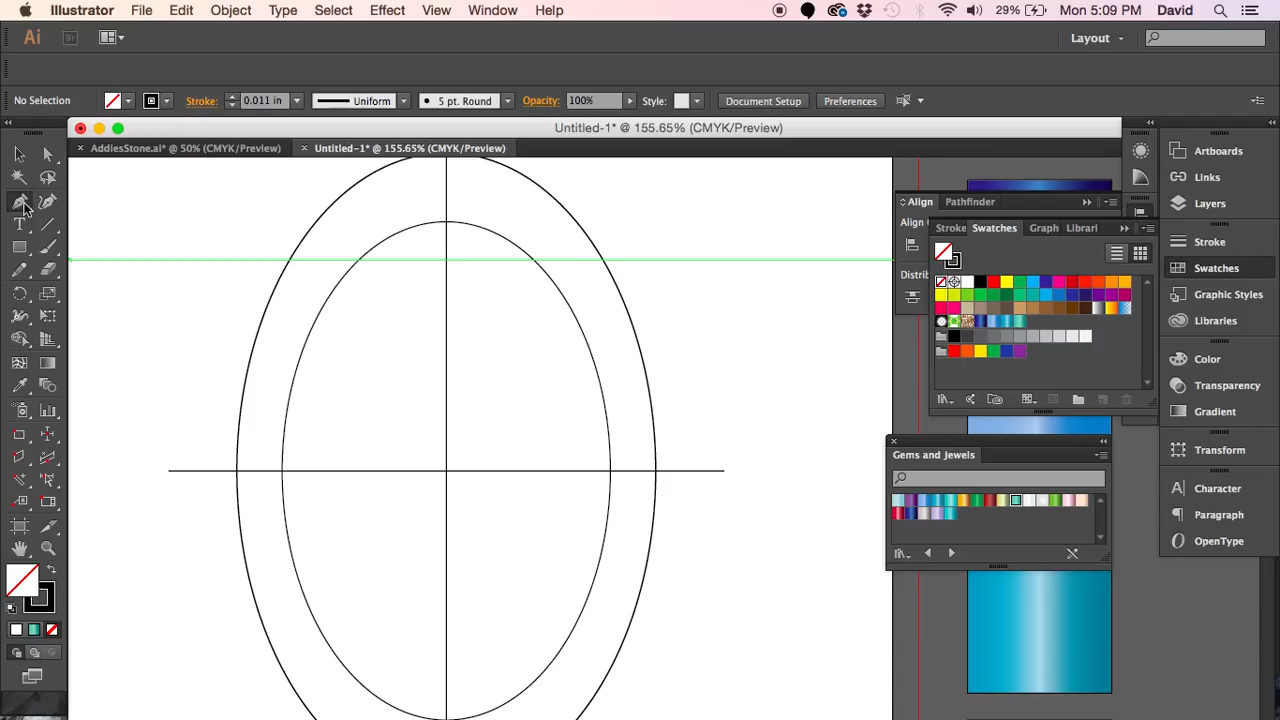 Illustrator File Edit Object Type Select Effect View Window Help 29% Mon 5:09 PM David
Ai Br Layout
No Selection Stroke: 0.011 in Uniform 5 pt. Round Opacity: 100% Style: Document Setup Preferences
Untitled-1* @ 155.65% (CMYK/Preview)
AddiesStone.ai* @ 50% (CMYK/Preview) Untitled-1* @ 155.65% (CMYK/Preview)
Artboards
Links
Layers
Stroke
Swatches
Graphic Styles
Libraries
Color
Transparency
Gradient
Transform
Character
Paragraph
OpenType
Align Pathfinder
Align
Distri
Stroke Swatches Graph Librari
Gems and Jewels